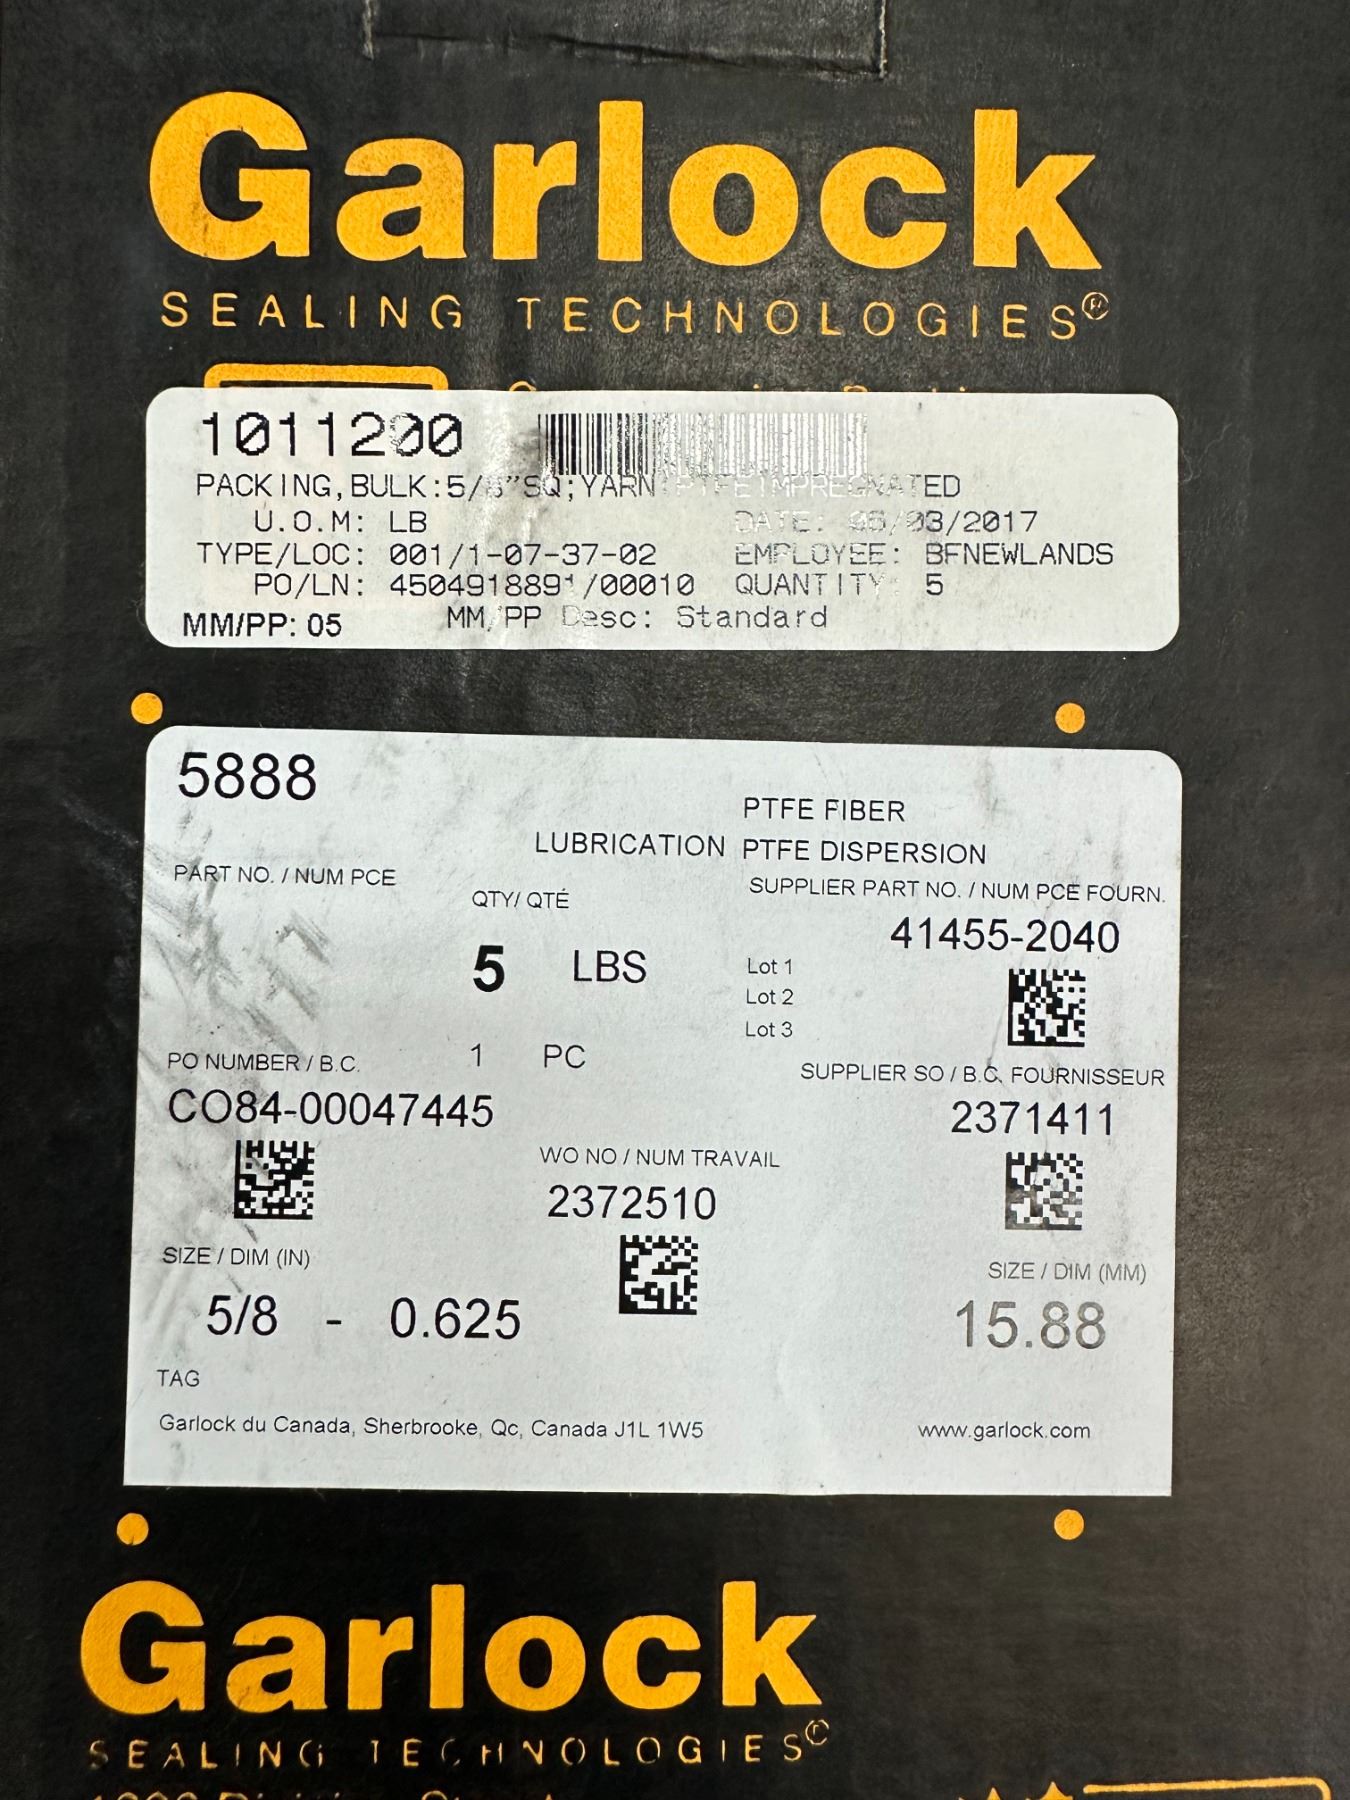 Garlock
SEALING TECHNOLOGIES®
1011200
PACKING,BULK:5/8"SQ;YARN;PTFEIMPREGNATED
U.O.M: LB DATE: 06/03/2017
TYPE/LOC: 001/1-07-37-02 EMPLOYEE: BFNEWLANDS
PO/LN: 4504918891/00010 QUANTITY: 5
MM/PP: 05 MM/PP Desc: Standard
5888
PTFE FIBER
LUBRICATION PTFE DISPERSION
PART NO. / NUM PCE QTY/ QTÉ SUPPLIER PART NO. / NUM PCE FOURN.
41455-2040
5 LBS
Lot 1
Lot 2
Lot 3
PO NUMBER / B.C. 1 PC SUPPLIER SO / B.C. FOURNISSEUR
CO84-00047445 2371411
WO NO / NUM TRAVAIL
2372510
SIZE / DIM (IN) SIZE / DIM (MM)
5/8 - 0.625 15.88
TAG
Garlock du Canada, Sherbrooke, Qc, Canada J1L 1W5 www.garlock.com
Garlock
SEALING TECHNOLOGIES®